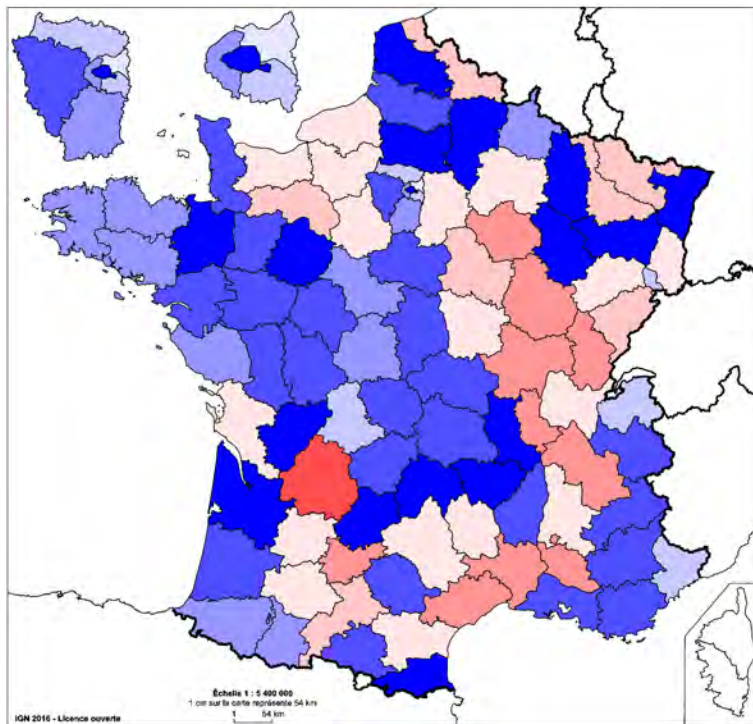 Échelle 1 : 5 400 000
1 cm sur la carte représente 54 km
1 54 km
IGN 2016 - Licence ouverte